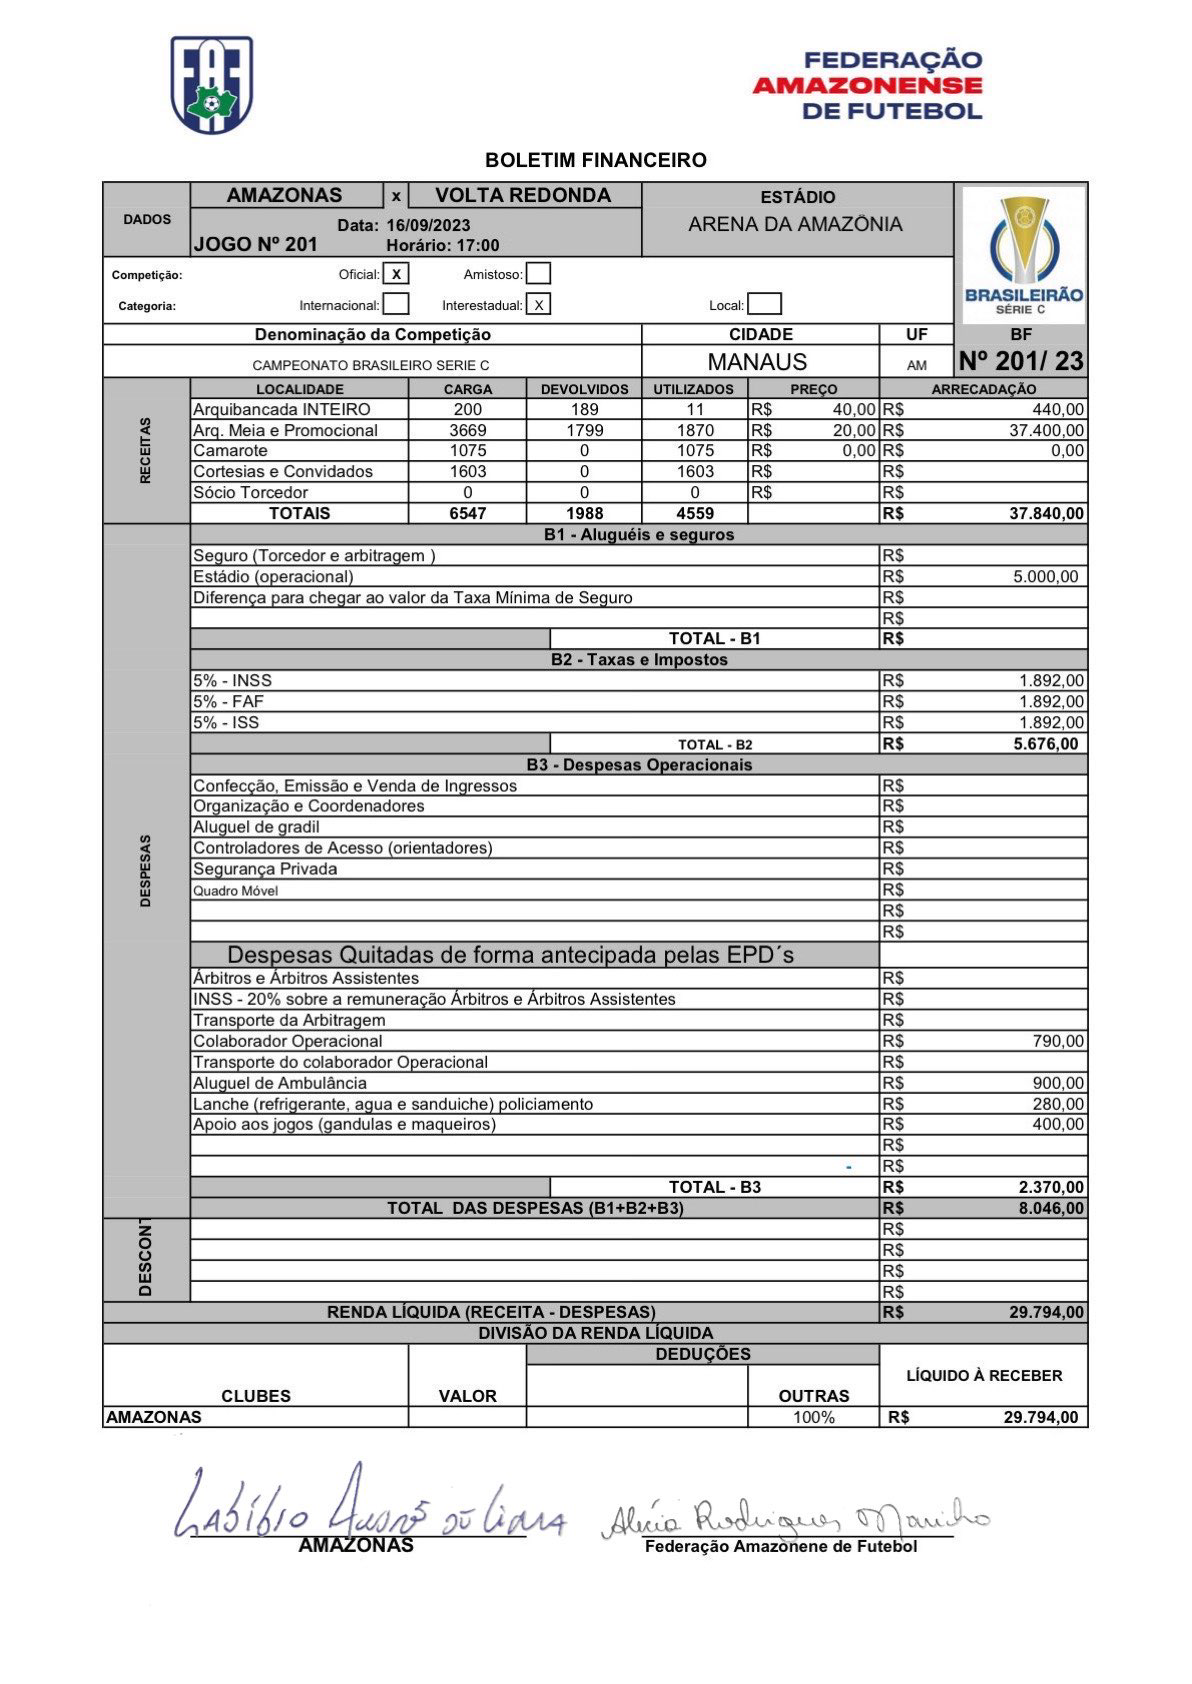 FAF
FEDERAÇÃO
AMAZONENSE
DE FUTEBOL
BOLETIM FINANCEIRO
DADOS
AMAZONAS x VOLTA REDONDA
ESTÁDIO
Data: 16/09/2023
ARENA DA AMAZÔNIA
JOGO Nº 201 Horário: 17:00
Competição: Oficial: X Amistoso:
Categoria: Internacional: Interestadual: X Local:
BRASILEIRÃO
SÉRIE C
Denominação da Competição CIDADE UF BF
CAMPEONATO BRASILEIRO SERIE C MANAUS AM Nº 201/ 23
RECEITAS
LOCALIDADE CARGA DEVOLVIDOS UTILIZADOS PREÇO ARRECADAÇÃO
Arquibancada INTEIRO 200 189 11 R$ 40,00 R$ 440,00
Arq. Meia e Promocional 3669 1799 1870 R$ 20,00 R$ 37.400,00
Camarote 1075 0 1075 R$ 0,00 R$ 0,00
Cortesias e Convidados 1603 0 1603 R$ R$
Sócio Torcedor 0 0 0 R$ R$
TOTAIS 6547 1988 4559 R$ 37.840,00
DESPESAS
B1 - Aluguéis e seguros
Seguro (Torcedor e arbitragem ) R$
Estádio (operacional) R$ 5.000,00
Diferença para chegar ao valor da Taxa Mínima de Seguro R$
R$
TOTAL - B1 R$
B2 - Taxas e Impostos
5% - INSS R$ 1.892,00
5% - FAF R$ 1.892,00
5% - ISS R$ 1.892,00
TOTAL - B2 R$ 5.676,00
B3 - Despesas Operacionais
Confecção, Emissão e Venda de Ingressos R$
Organização e Coordenadores R$
Aluguel de gradil R$
Controladores de Acesso (orientadores) R$
Segurança Privada R$
Quadro Móvel R$
R$
R$
Despesas Quitadas de forma antecipada pelas EPD´s
Árbitros e Árbitros Assistentes R$
INSS - 20% sobre a remuneração Árbitros e Árbitros Assistentes R$
Transporte da Arbitragem R$
Colaborador Operacional R$ 790,00
Transporte do colaborador Operacional R$
Aluguel de Ambulância R$ 900,00
Lanche (refrigerante, agua e sanduiche) policiamento R$ 280,00
Apoio aos jogos (gandulas e maqueiros) R$ 400,00
R$
- R$
TOTAL - B3 R$ 2.370,00
TOTAL DAS DESPESAS (B1+B2+B3) R$ 8.046,00
DESCONT
R$
R$
R$
R$
RENDA LÍQUIDA (RECEITA - DESPESAS) R$ 29.794,00
DIVISÃO DA RENDA LÍQUIDA
DEDUÇÕES
LÍQUIDO À RECEBER
CLUBES VALOR OUTRAS
AMAZONAS 100% R$ 29.794,00
Rodrigues
AMAZONAS
Federação Amazonene de Futebol